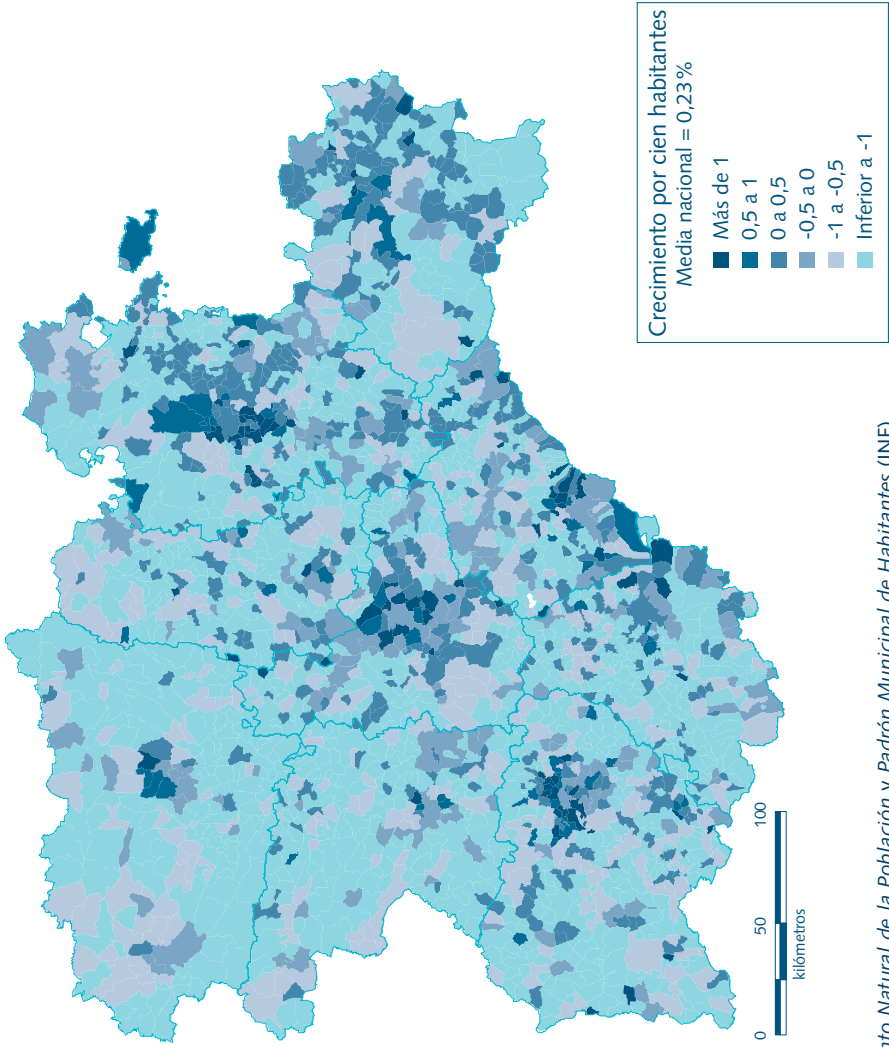 Crecimiento por cien habitantes
Media nacional = 0,23%
Más de 1
0,5 a 1
0 a 0,5
-0,5 a 0
-1 a -0,5
Inferior a -1
0 50 100
kilómetros
Natural de la Población y Padrón Municipal de Habitantes (INE)